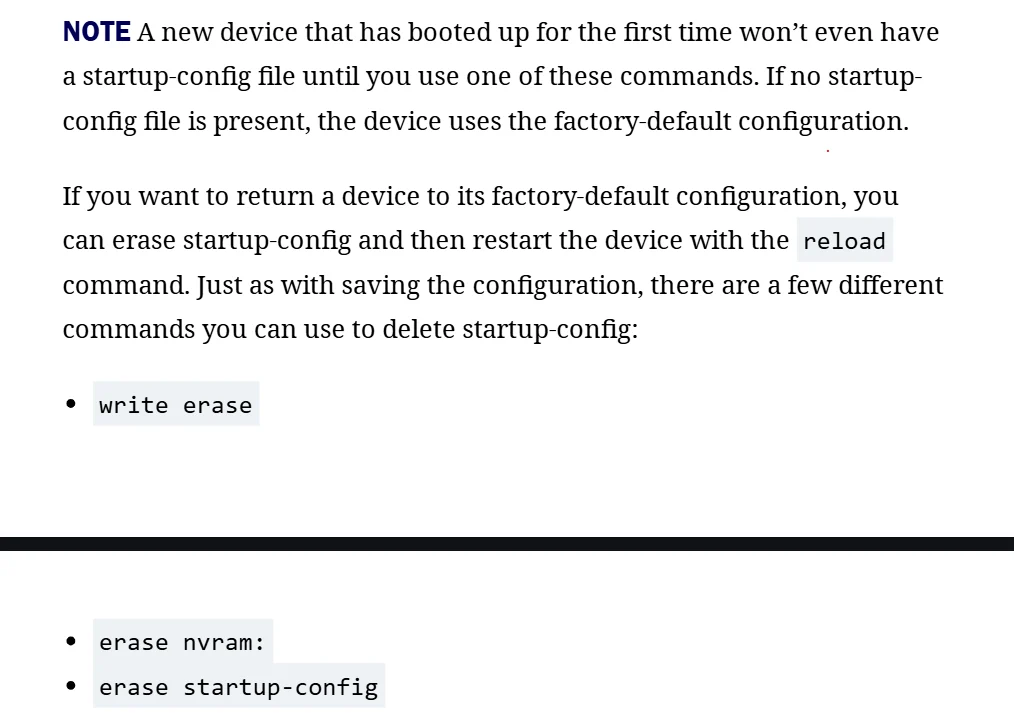 NOTE A new device that has booted up for the first time won’t even have
a startup-config file until you use one of these commands. If no startup-
config file is present, the device uses the factory-default configuration.
If you want to return a device to its factory-default configuration, you
can erase startup-config and then restart the device with the reload
command. Just as with saving the configuration, there are a few different
commands you can use to delete startup-config:
• write erase
• erase nvram:
• erase startup-config